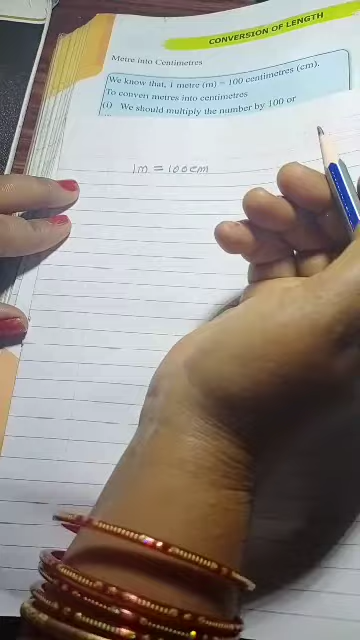 CONVERSION OF LENGTH
Metre into Centimetres
We know that, 1 metre (m) = 100 centimetres (cm).
To convert metres into centimetres
(i) We should multiply the number by 100 or
1m = 100cm